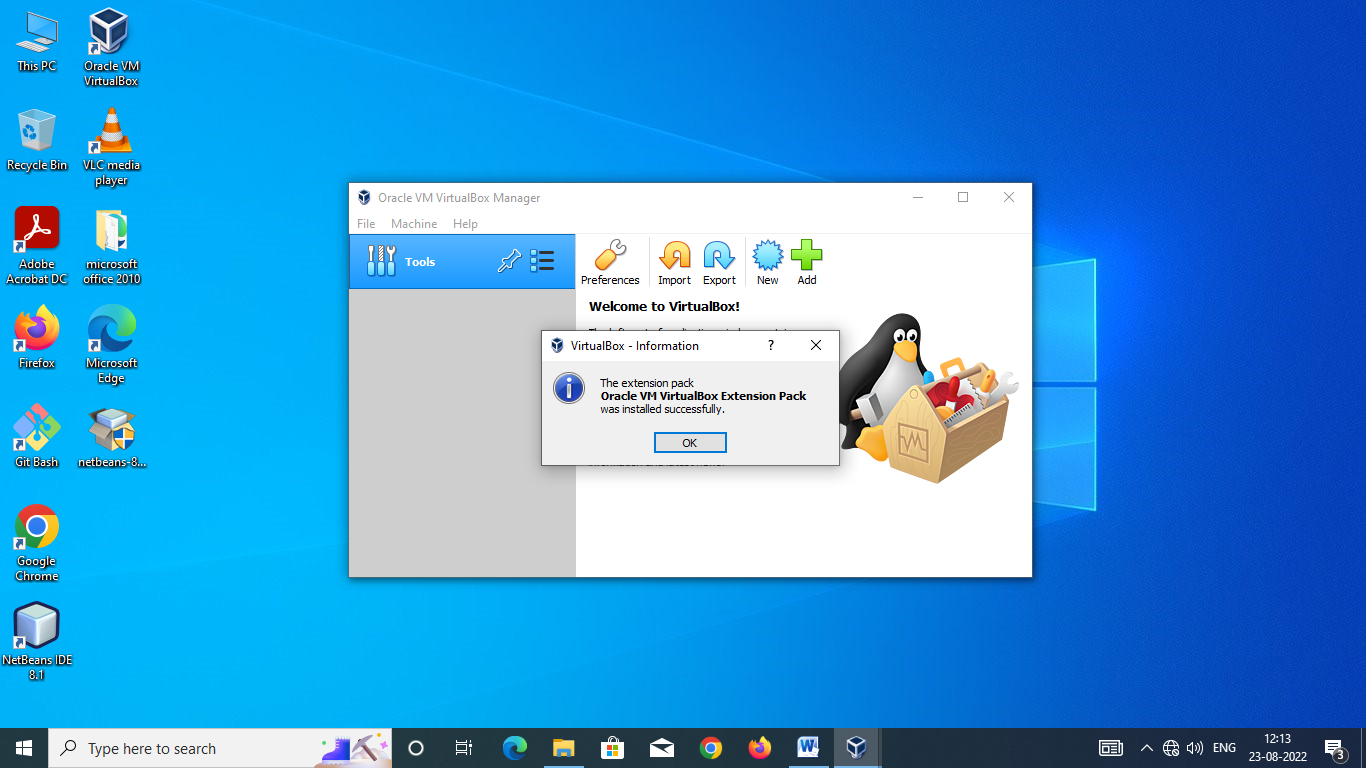 This PC
Oracle VM
VirtualBox
Recycle Bin
VLC media
player
Adobe
Acrobat DC
microsoft
office 2010
Firefox
Microsoft
Edge
Git Bash
netbeans-8...
Google
Chrome
NetBeans IDE
8.1
Oracle VM VirtualBox Manager
File Machine Help
Tools
Preferences Import Export New Add
Welcome to VirtualBox!
VirtualBox - Information
?
The extension pack
Oracle VM VirtualBox Extension Pack
was installed successfully.
OK
Type here to search
ENG
12:13
23-08-2022
3